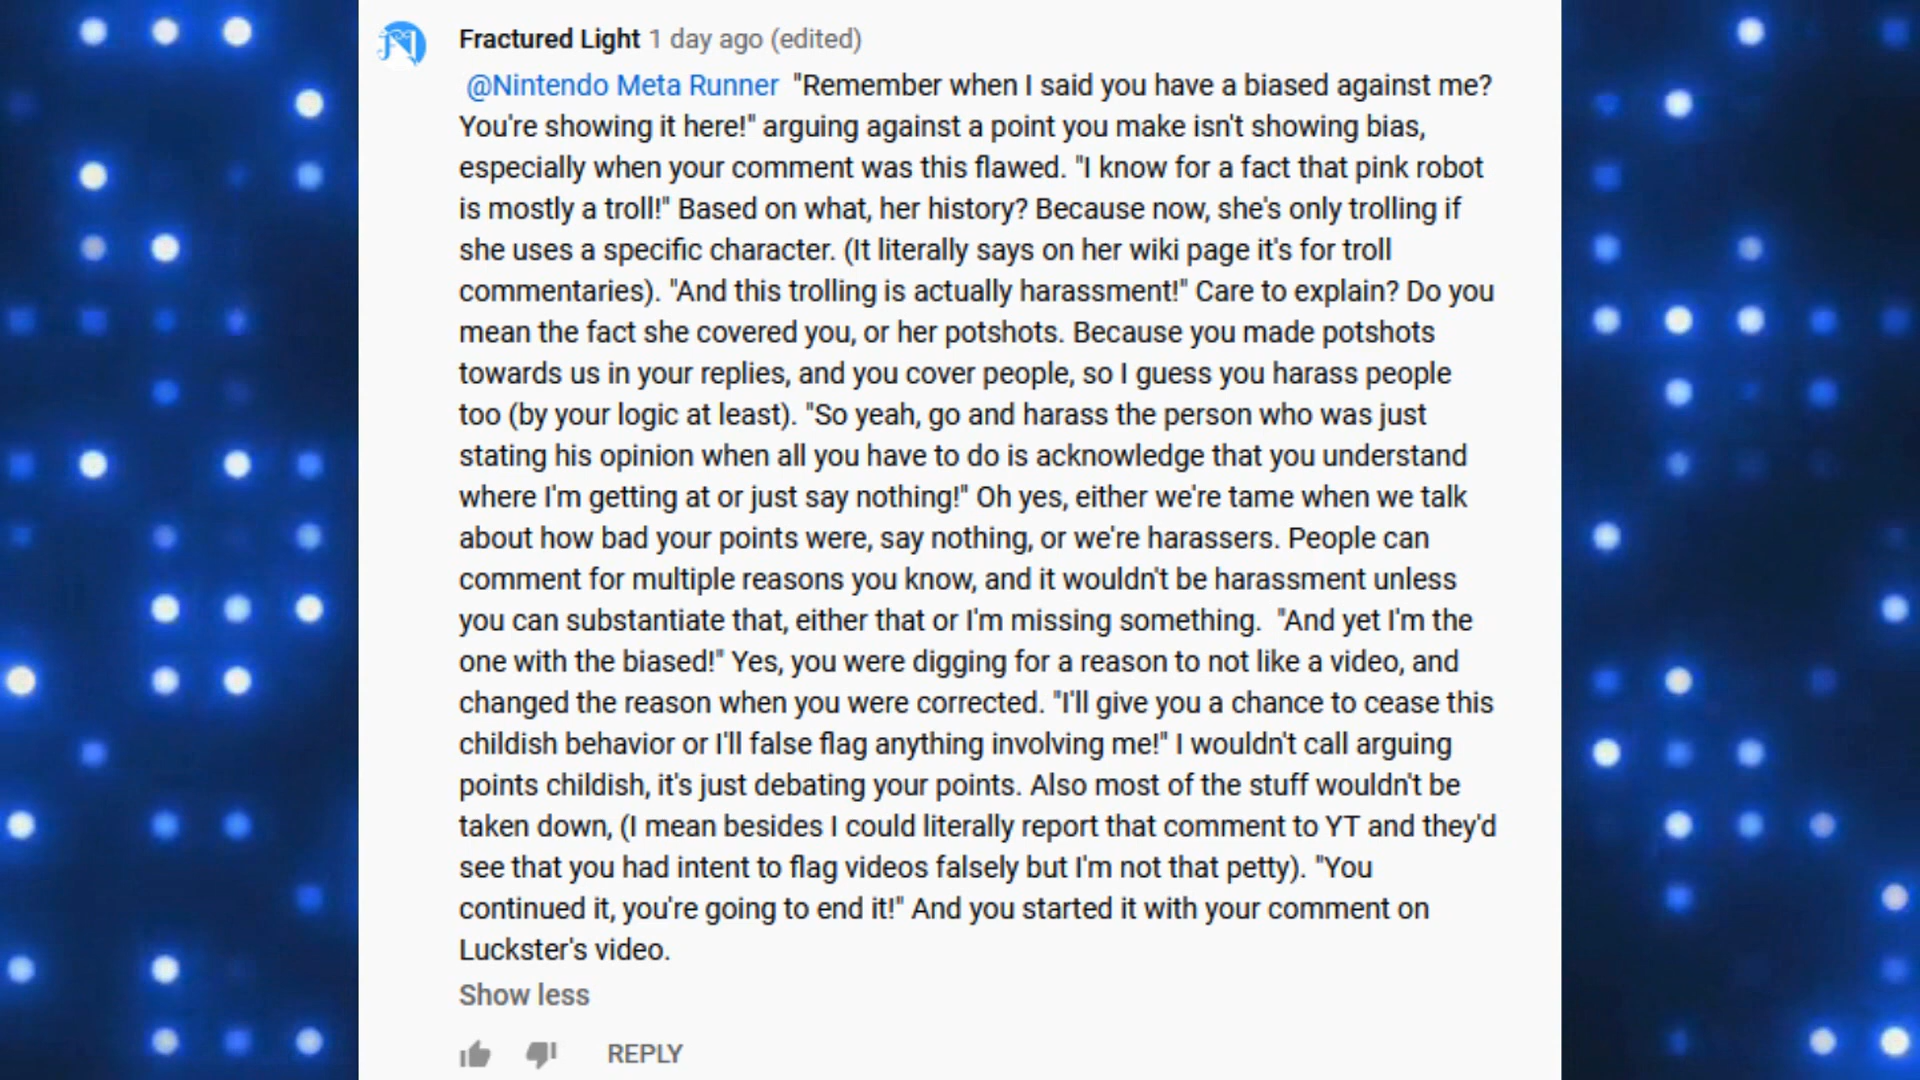 Fractured Light 1 day ago (edited)
@Nintendo Meta Runner "Remember when I said you have a biased against me?
You're showing it here!" arguing against a point you make isn't showing bias,
especially when your comment was this flawed. "I know for a fact that pink robot
is mostly a troll!" Based on what, her history? Because now, she's only trolling if
she uses a specific character. (It literally says on her wiki page it's for troll
commentaries). "And this trolling is actually harassment!" Care to explain? Do you
mean the fact she covered you, or her potshots. Because you made potshots
towards us in your replies, and you cover people, so I guess you harass people
too (by your logic at least). "So yeah, go and harass the person who was just
stating his opinion when all you have to do is acknowledge that you understand
where I'm getting at or just say nothing!" Oh yes, either we're tame when we talk
about how bad your points were, say nothing, or we're harassers. People can
comment for multiple reasons you know, and it wouldn't be harassment unless
you can substantiate that, either that or I'm missing something. "And yet I'm the
one with the biased!" Yes, you were digging for a reason to not like a video, and
changed the reason when you were corrected. "I'll give you a chance to cease this
childish behavior or I'll false flag anything involving me!" I wouldn't call arguing
points childish, it's just debating your points. Also most of the stuff wouldn't be
taken down, (I mean besides I could literally report that comment to YT and they'd
see that you had intent to flag videos falsely but I'm not that petty). "You
continued it, you're going to end it!" And you started it with your comment on
Luckster's video.
Show less
REPLY